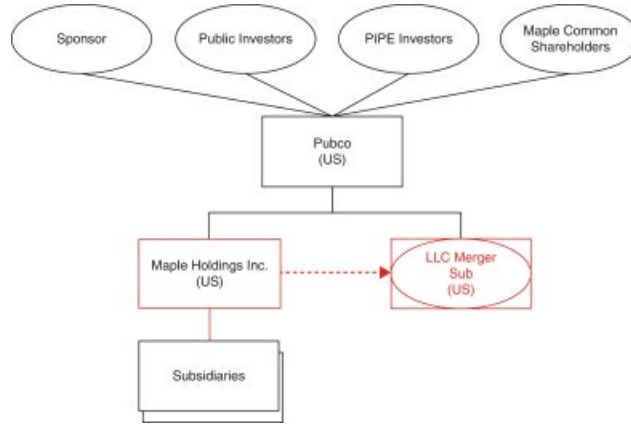 Sponsor
Public Investors
PIPE Investors
Maple Common
Shareholders
Pubco
(US)
Maple Holdings Inc.
(US)
LLC Merger
Sub
(US)
Subsidiaries